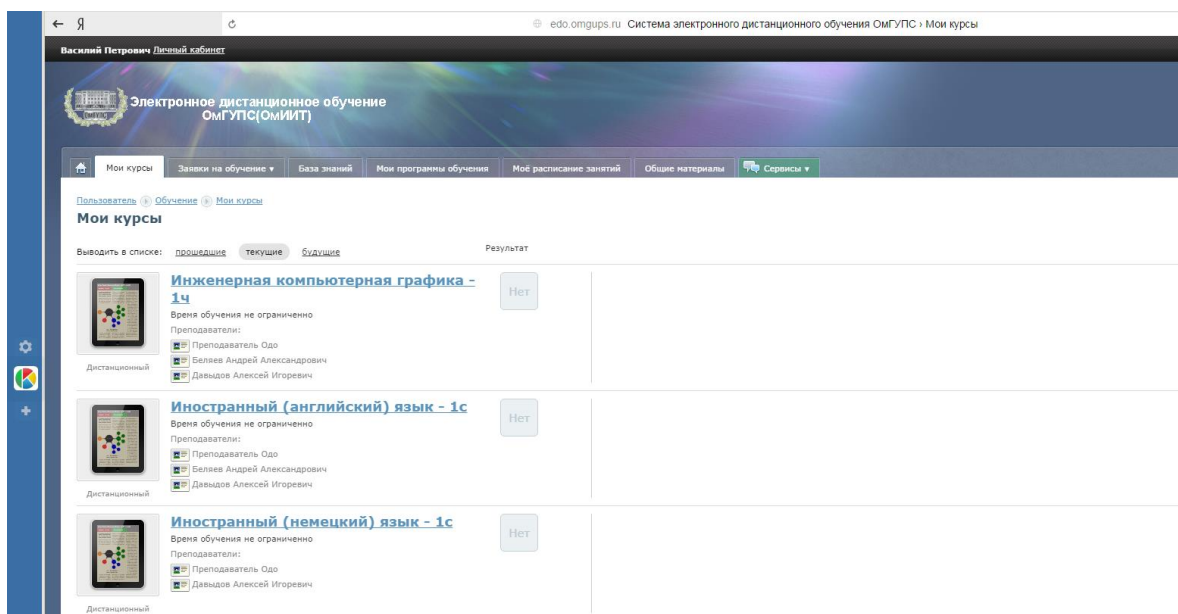 Я edo.omgups.ru Система электронного дистанционного обучения ОмГУПС › Мои курсы
Василий Петрович Личный кабинет
Электронное дистанционное обучение
ОмГУПС(ОмИИТ)
Мои курсы Заявки на обучение База знаний Мои программы обучения Моё расписание занятий Общие материалы Сервисы
Пользователь Обучение Мои курсы
Мои курсы
Выводить в списке: прошедшие текущие будущие Результат
Инженерная компьютерная графика -
1ч
Нет
Время обучения не ограниченно
Преподаватели:
Преподаватель Одо
Беляев Андрей Александрович
Давыдов Алексей Игоревич
Дистанционный
Иностранный (английский) язык - 1с
Нет
Время обучения не ограниченно
Преподаватели:
Преподаватель Одо
Беляев Андрей Александрович
Давыдов Алексей Игоревич
Дистанционный
Иностранный (немецкий) язык - 1с
Нет
Время обучения не ограниченно
Преподаватели:
Преподаватель Одо
Давыдов Алексей Игоревич
Дистанционный